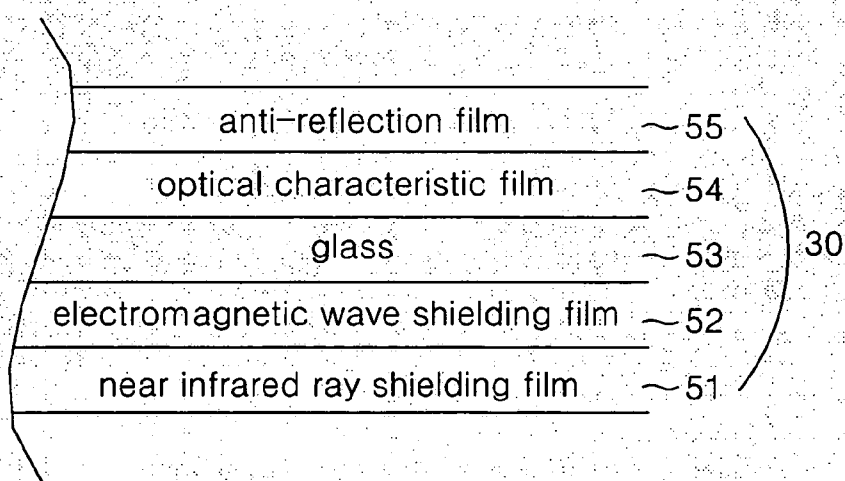 anti-reflection film 55
optical characteristic film 54
glass 53
30
electromagnetic wave shielding film 52
near infrared ray shielding film 51